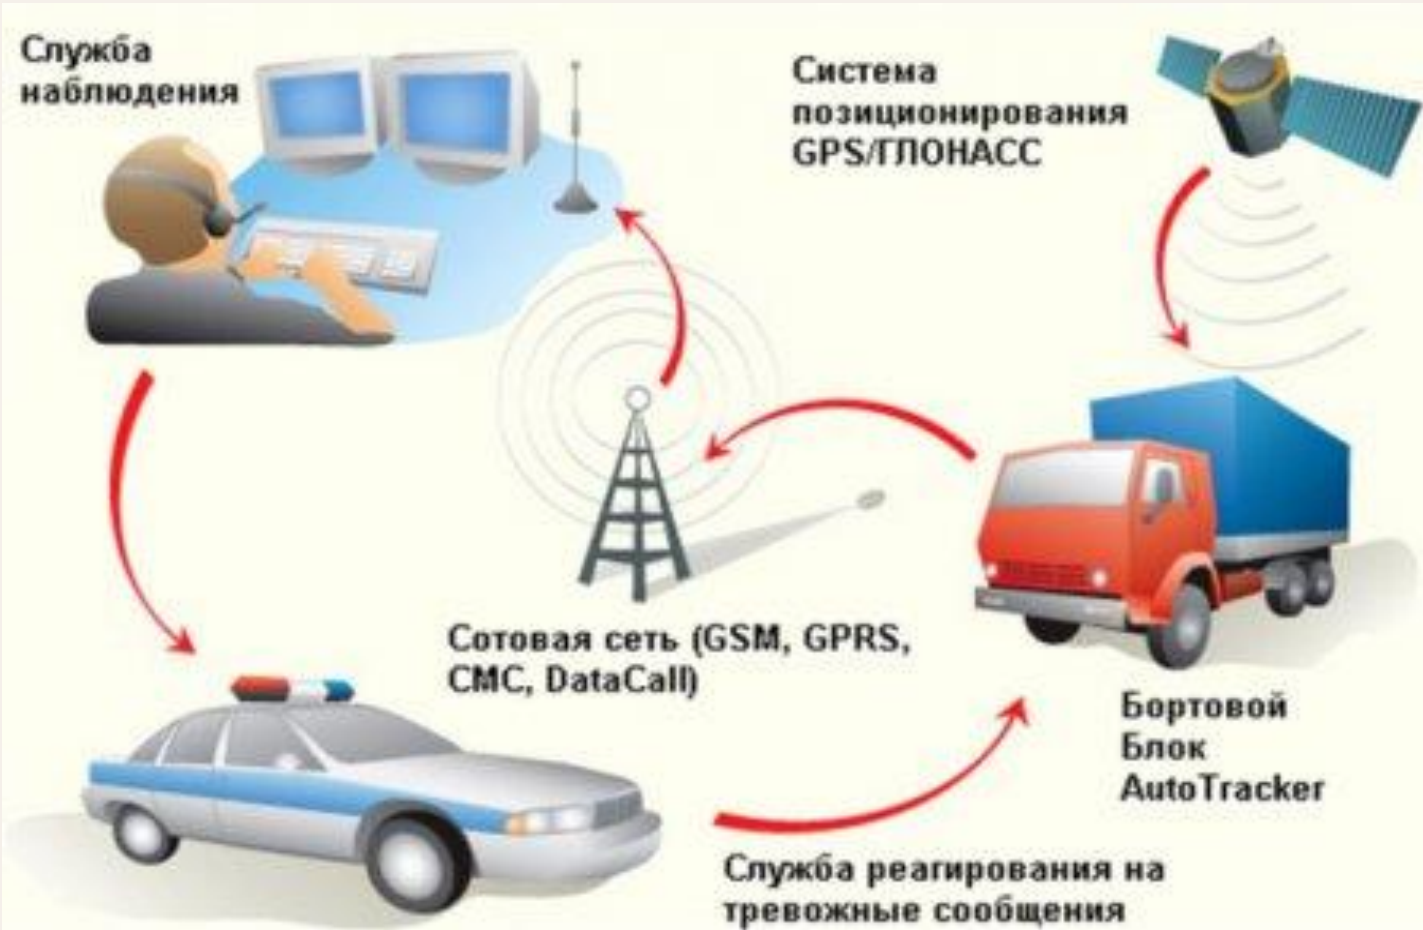 Служба
наблюдения
Система
позиционирования
GPS/ГЛОНАСС
Сотовая сеть (GSM, GPRS,
СМС, DataCall)
Бортовой
Блок
AutoTracker
Служба реагирования на
тревожные сообщения